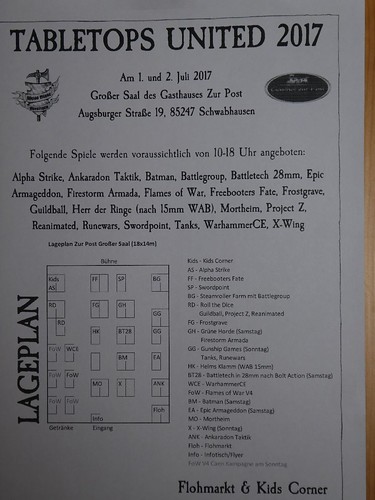 TABLETOPS UNITED 2017
Am 1. und 2. Juli 2017
Großer Saal des Gasthauses Zur Post
Augsburger Straße 19, 85247 Schwabhausen
Folgende Spiele werden voraussichtlich von 10-18 Uhr angeboten:
Alpha Strike, Ankaradon Taktik, Batman, Battlegroup, Battletech 28mm, Epic
Armageddon, Firestorm Armada, Flames of War, Freebooters Fate, Frostgrave,
Guildball, Herr der Ringe (nach 15mm WAB), Mortheim, Project Z,
Reanimated, Runewars, Swordpoint, Tanks, WarhammerCE, X-Wing
Lageplan Zur Post Großer Saal (18x14m)
LAGEPLAN
Bühne
Kids FF SP BG
AS
RD FG GH
GG
RD
HK BT28 GG
FoW WCE
BM EA
FoW FoW
MO X ANK
FoW FoW
Floh
Info
Getränke Eingang
Kids - Kids Corner
AS - Alpha Strike
FF - Freebooters Fate
SP - Swordpoint
BG - Steamroller Farm mit Battlegroup
RD - Roll the Dice
Guildball, Project Z, Reanimated
FG - Frostgrave
GH - Grüne Horde (Samstag)
Firestorm Armada
GG - Gunship Games (Sonntag)
Tanks, Runewars
HK - Helms Klamm (WAB 15mm)
BT28 - Battletech in 28mm nach Bolt Action (Samstag)
WCE - WarhammerCE
FoW - Flames of War V4
BM - Batman (Samstag)
EA - Epic Armageddon (Samstag)
MO - Mortheim
X - X-Wing (Sonntag)
ANK - Ankaradon Taktik
Floh - Flohmarkt
Info - Infotisch/Flyer
FoW V4 Caen Kampagne am Sonntag
Flohmarkt & Kids Corner